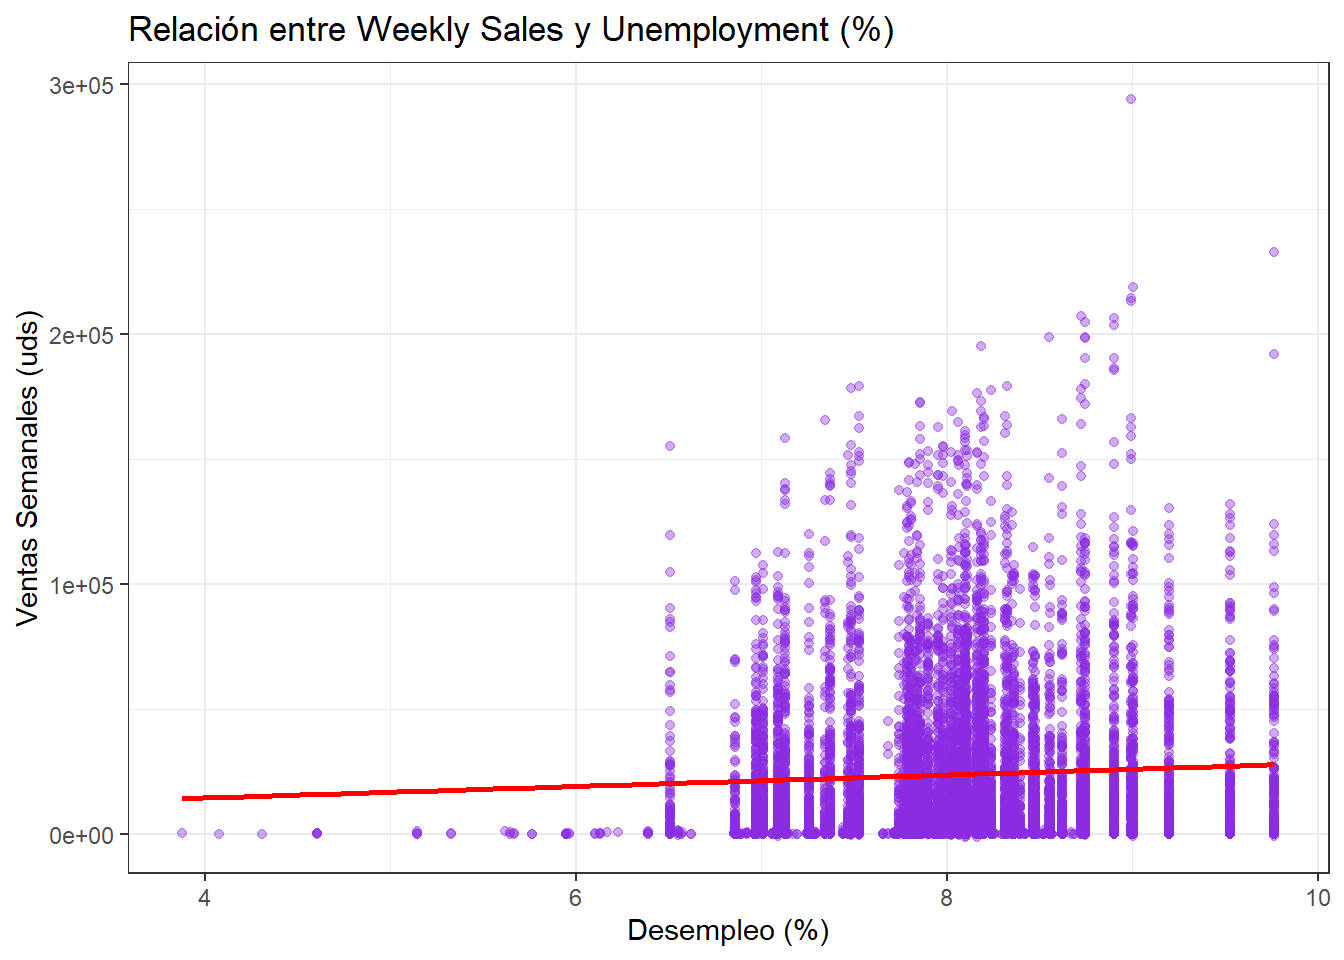 Relación entre Weekly Sales y Unemployment (%)
3e+05
2e+05
1e+05
0e+00
Ventas Semanales (uds)
4
6
8
10
Desempleo (%)